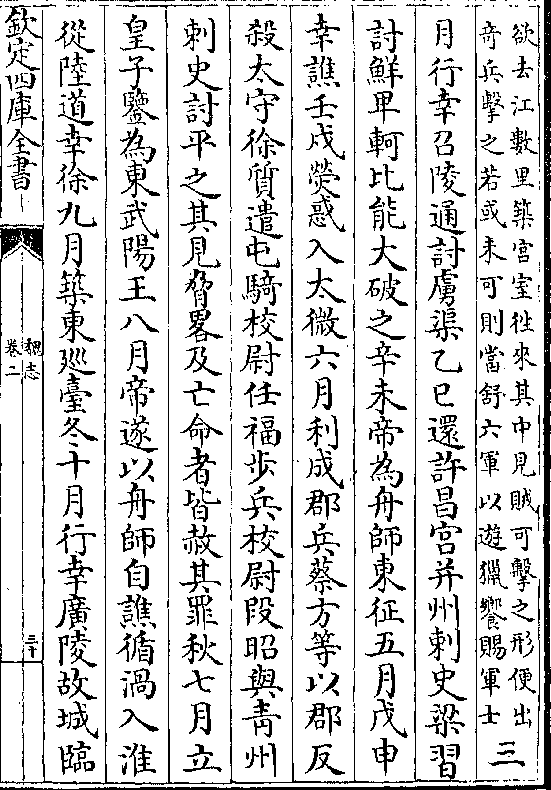 欲去江數里築宫室徃來其中見賊可擊之形便出
奇兵擊之若或未可則當舒六軍以遊獵饗賜軍士
三
月行幸召陵通討虜渠乙巳還許昌宫并州刺史梁習
討鮮卑軻比能大破之辛未帝為舟師東征五月戊申
幸譙壬戌熒惑入太微六月利成郡兵蔡方等以郡反
殺太守徐質遣屯騎校尉任福歩兵校尉段昭與青州
刺史討平之其見脅畧及亡命者皆赦其罪秋七月立
皇子鑒為東武陽王八月帝遂以舟師自譙循渦入淮
從陸道幸徐九月築東廵臺冬十月行幸廣陵故城臨
欽定四庫全書
魏志
卷二
三十